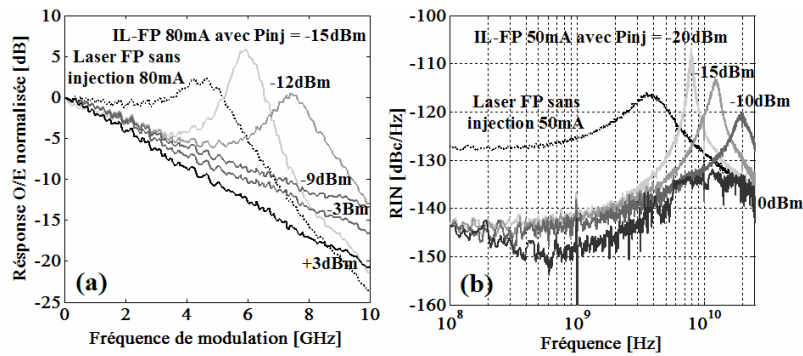 IL-FP 80mA avec Pinj = -15dBm
Laser FP sans
injection 80mA
-12dBm
-9dBm
-3Bm
+3dBm
(a)
Résponse O/E normalisée [dB]
10
5
0
-5
-10
-15
-20
-25
0
2
4
6
8
10
Fréquence de modulation [GHz]
IL-FP 50mA avec Pinj = -20dBm
15dBm
-10dBm
Laser FP sans
injection 50mA
0dBm
(b)
RIN [dBc/Hz]
-100
-110
-120
-130
-140
-150
-160
10^8
10^9
10^10
Fréquence [Hz]